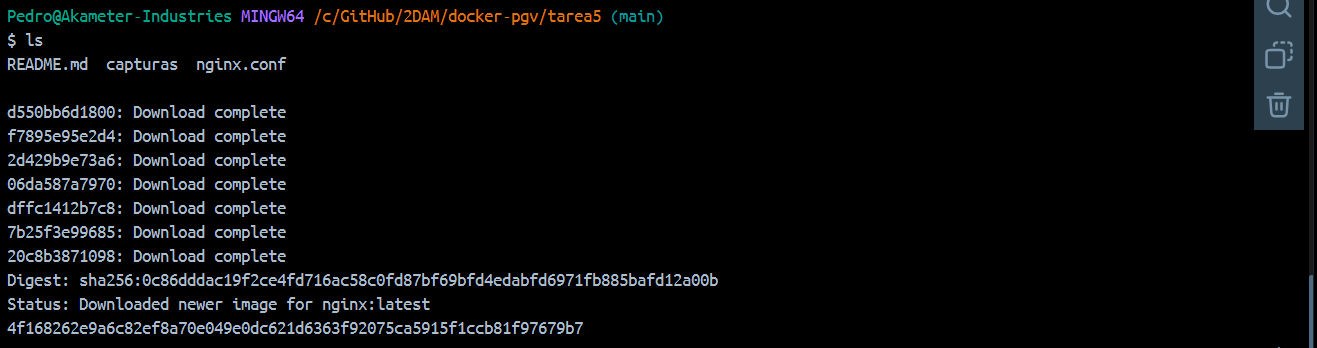 Pedro@Akameter-Industries MINGW64 /c/GitHub/2DAM/docker-pgv/tarea5 (main)
$ ls
README.md  capturas  nginx.conf
d550bb6d1800: Download complete
f7895e95e2d4: Download complete
2d429b9e73a6: Download complete
06da587a7970: Download complete
dffc1412b7c8: Download complete
7b25f3e99685: Download complete
20c8b3871098: Download complete
Digest: sha256:0c86dddac19f2ce4fd716ac58c0fd87bf69bfd4edabfd6971fb885bafd12a00b
Status: Downloaded newer image for nginx:latest
4f168262e9a6c82ef8a70e049e0dc621d6363f92075ca5915f1ccb81f97679b7